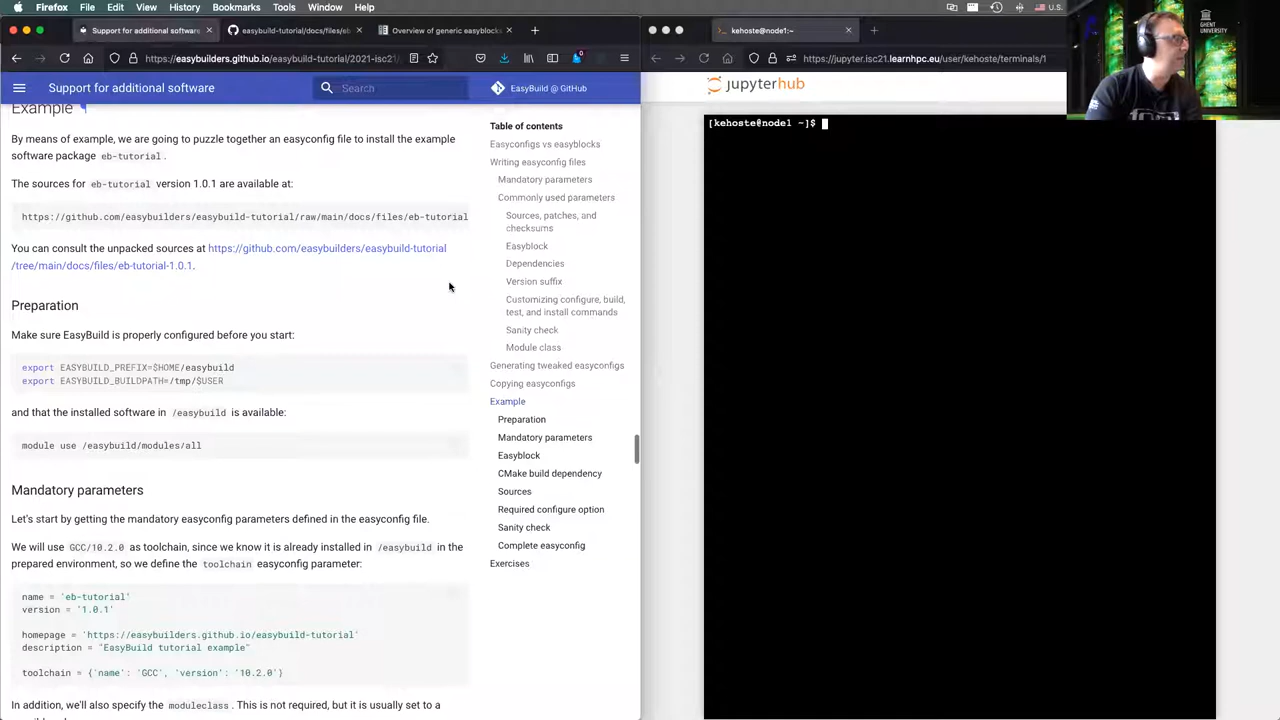 Firefox File Edit View History Bookmarks Tools Window Help
Support for additional software
easybuild-tutorial/docs/files/eb
Overview of generic easyblocks
https://easybuilders.github.io/easybuild-tutorial/2021-isc21
kehoste@node1:~
https://jupyter.isc21.learnhpc.eu/user/kehoste/terminals/1
GHENT
UNIVERSITY
Support for additional software
Search
EasyBuild @ GitHub
jupyterhub
Example ¶
By means of example, we are going to puzzle together an easyconfig file to install the example
software package eb-tutorial.
The sources for eb-tutorial version 1.0.1 are available at:
https://github.com/easybuilders/easybuild-tutorial/raw/main/docs/files/eb-tutorial
You can consult the unpacked sources at https://github.com/easybuilders/easybuild-tutorial
/tree/main/docs/files/eb-tutorial-1.0.1.
Preparation
Make sure EasyBuild is properly configured before you start:
export EASYBUILD_PREFIX=$HOME/easybuild
export EASYBUILD_BUILDPATH=/tmp/$USER
and that the installed software in /easybuild is available:
module use /easybuild/modules/all
Mandatory parameters
Let's start by getting the mandatory easyconfig parameters defined in the easyconfig file.
We will use GCC/10.2.0 as toolchain, since we know it is already installed in /easybuild in the
prepared environment, so we define the toolchain easyconfig parameter:
name = 'eb-tutorial'
version = '1.0.1'
homepage = 'https://easybuilders.github.io/easybuild-tutorial'
description = "EasyBuild tutorial example"
toolchain = {'name': 'GCC', 'version': '10.2.0'}
In addition, we'll also specify the moduleclass. This is not required, but it is usually set to a
Table of contents
Easyconfigs vs easyblocks
Writing easyconfig files
Mandatory parameters
Commonly used parameters
Sources, patches, and
checksums
Easyblock
Dependencies
Version suffix
Customizing configure, build,
test, and install commands
Sanity check
Module class
Generating tweaked easyconfigs
Copying easyconfigs
Example
Preparation
Mandatory parameters
Easyblock
CMake build dependency
Sources
Required configure option
Sanity check
Complete easyconfig
Exercises
[kehoste@node1 ~]$